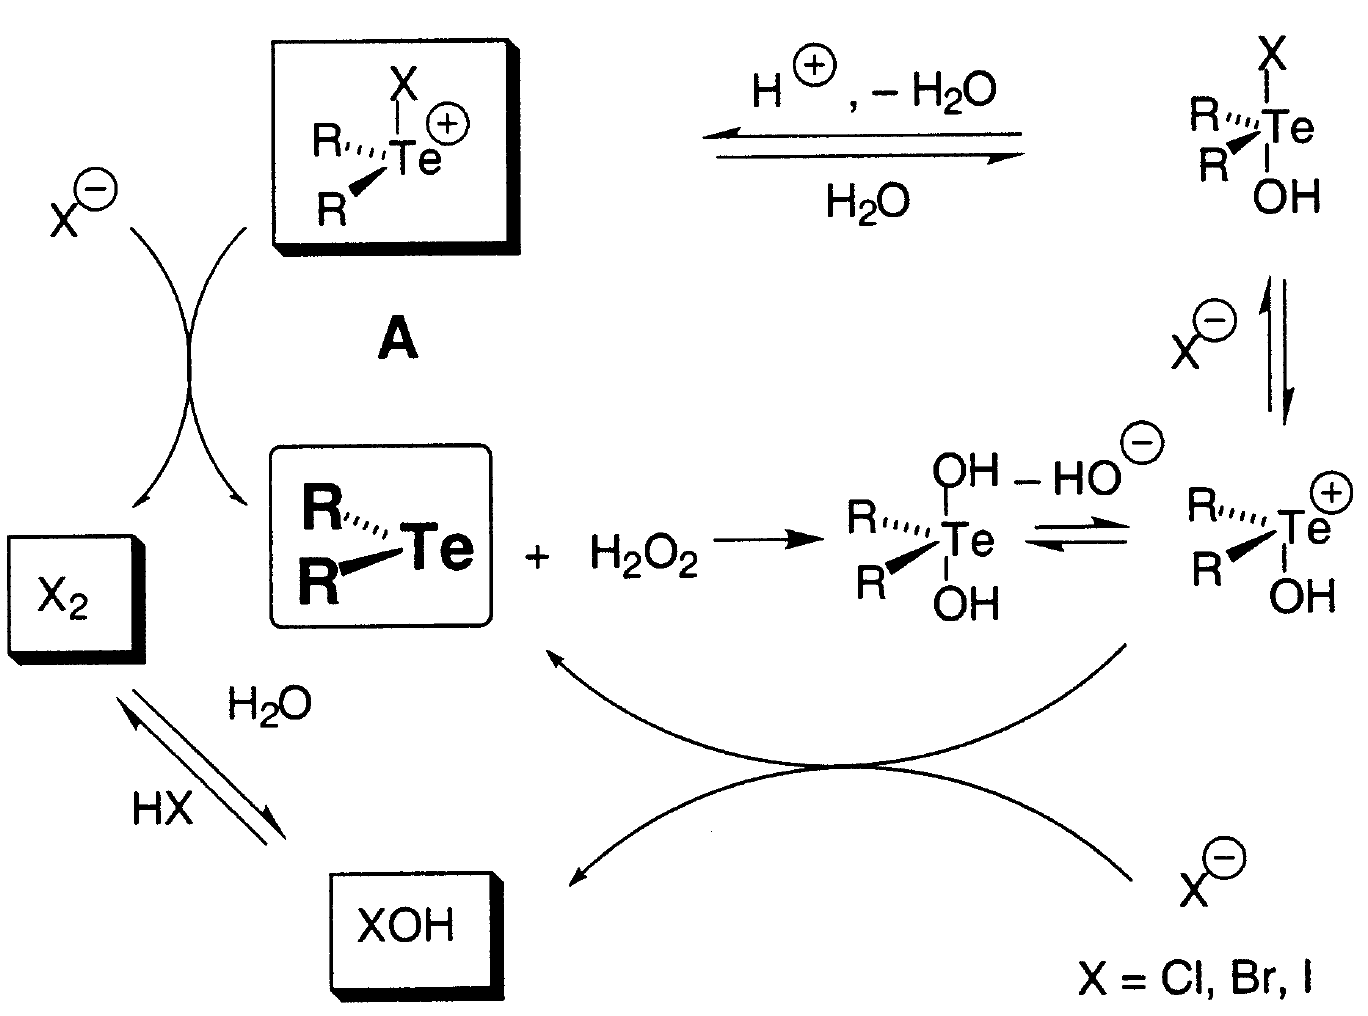 X
R Te ⊕
R
H ⊕ , – H₂O
H₂O
X
R Te
R OH
X ⊖
A
X ⊖
R Te
R
+ H₂O₂
OH
R Te
R OH
– HO ⊖
R Te ⊕
R OH
X₂
H₂O
HX
XOH
X ⊖
X = Cl, Br, I